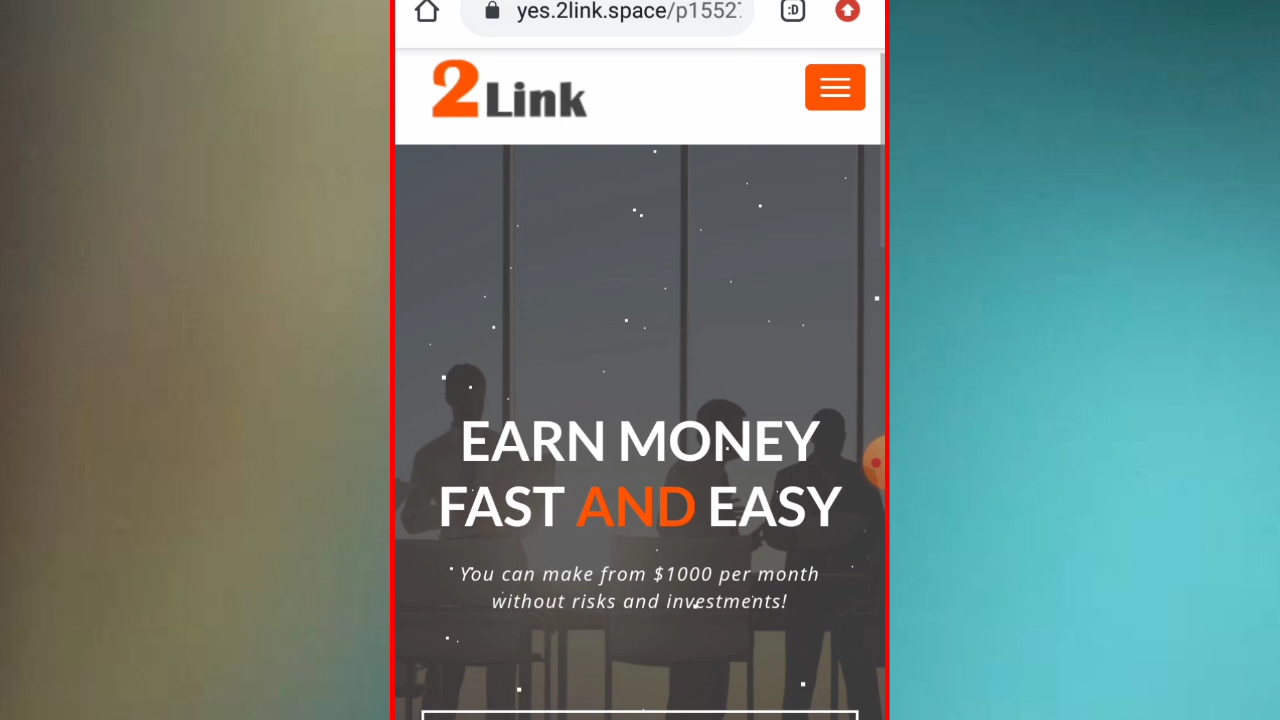 :D
yes.2link.space/p1552
2Link
EARN MONEY
FAST AND EASY
You can make from $1000 per month
without risks and investments!